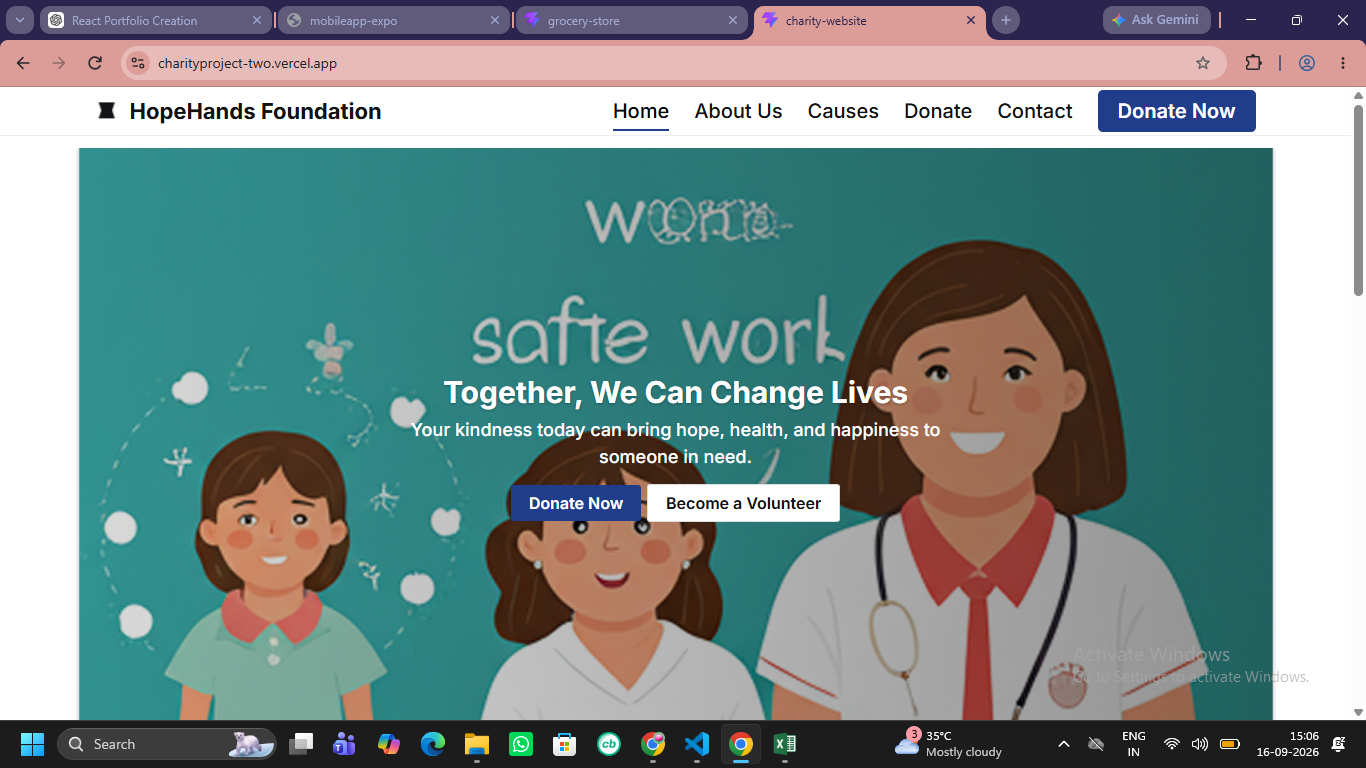 React Portfolio Creation
mobileapp-expo
grocery-store
charity-website
Ask Gemini
charityproject-two.vercel.app
HopeHands Foundation
Home
About Us
Causes
Donate
Contact
Donate Now
safte work
Together, We Can Change Lives
Your kindness today can bring hope, health, and happiness to
someone in need.
Donate Now
Become a Volunteer
Activate Windows
Go to Settings to activate Windows.
Search
cb
3
35°C
Mostly cloudy
ENG
IN
15:06
16-09-2026